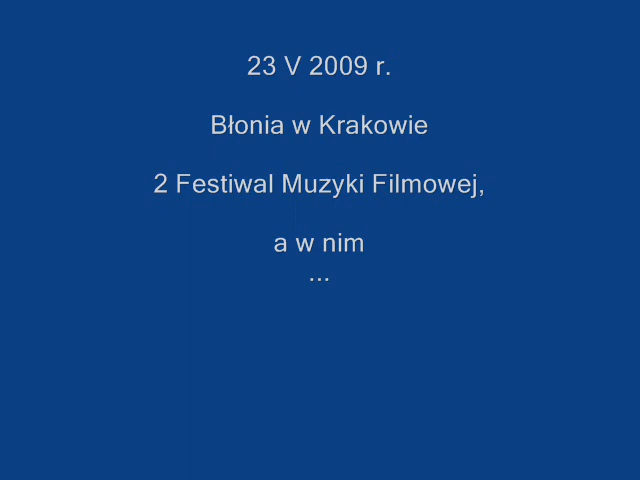 23 V 2009 r.
Błonia w Krakowie
2 Festiwal Muzyki Filmowej,
a w nim
...